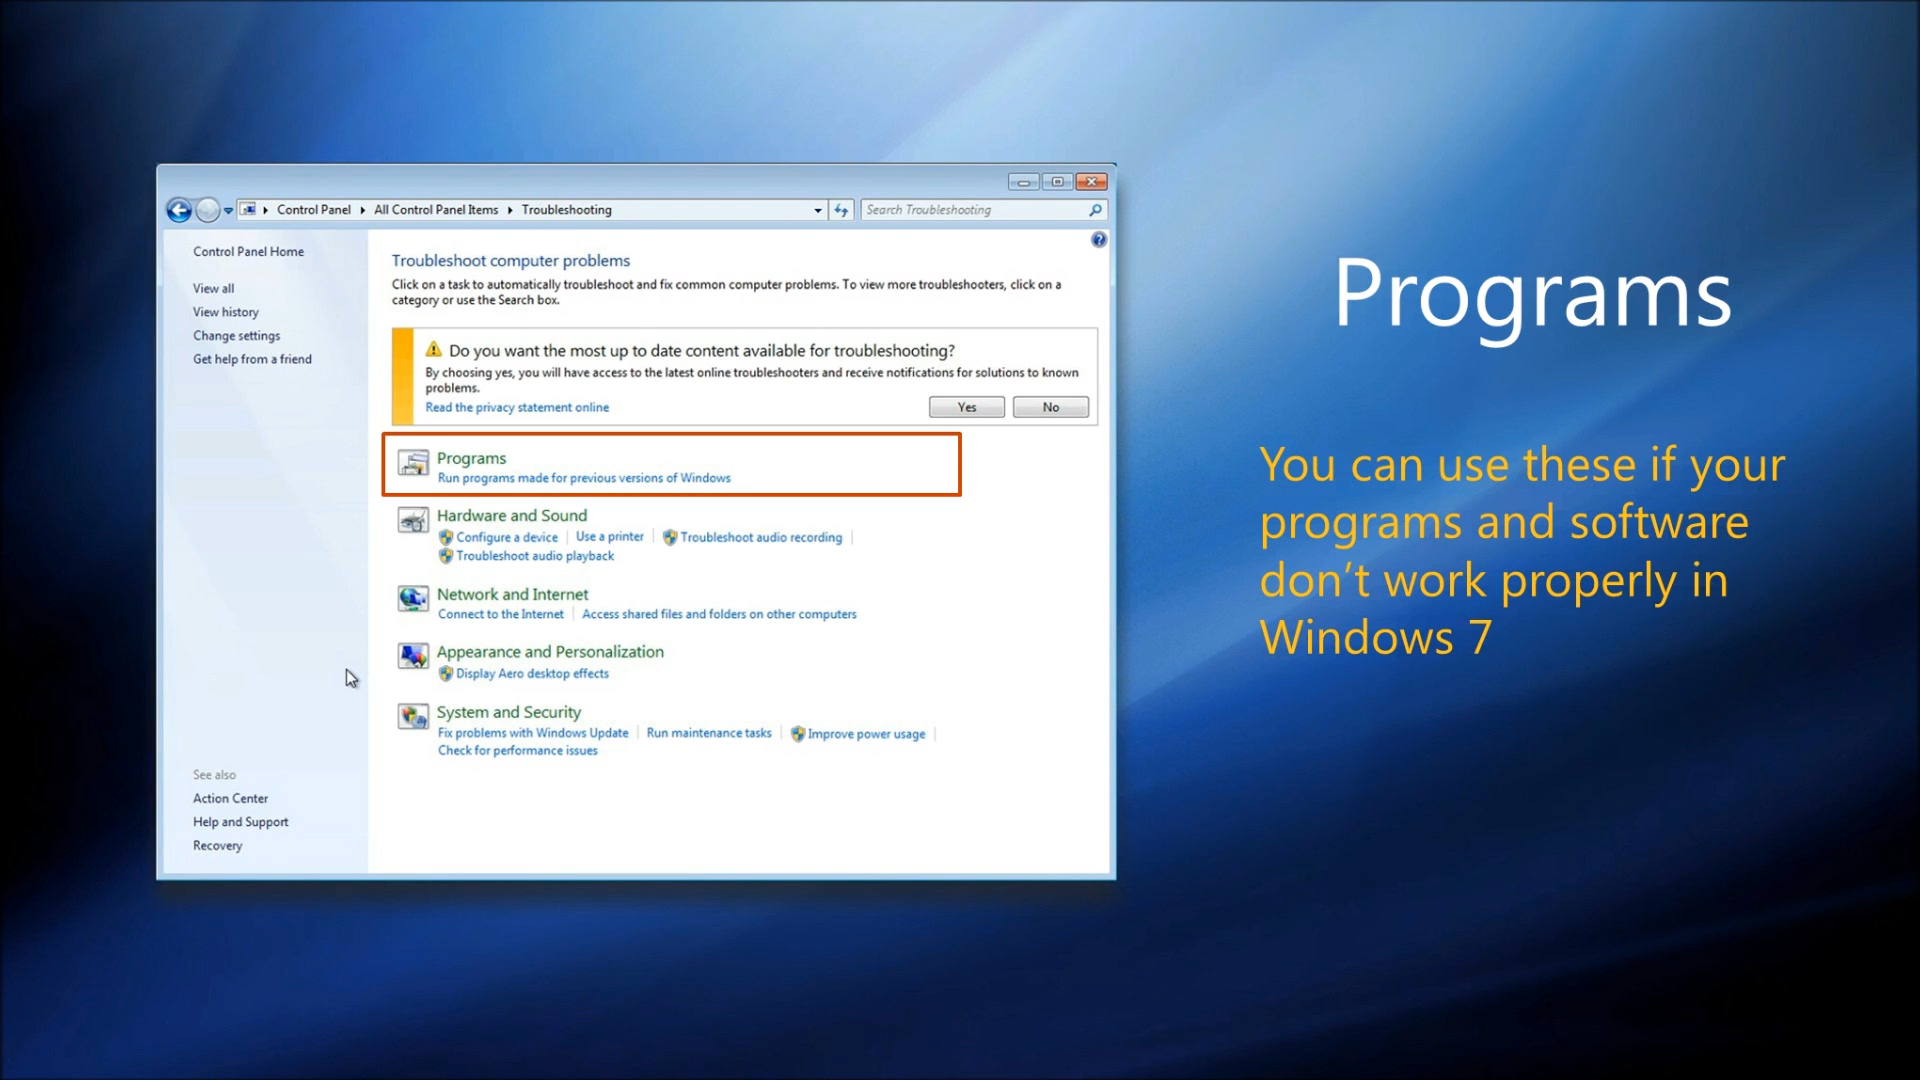 Control Panel ▸ All Control Panel Items ▸ Troubleshooting
Search Troubleshooting
Control Panel Home
View all
View history
Change settings
Get help from a friend
See also
Action Center
Help and Support
Recovery
Troubleshoot computer problems
Click on a task to automatically troubleshoot and fix common computer problems. To view more troubleshooters, click on a
category or use the Search box.
Do you want the most up to date content available for troubleshooting?
By choosing yes, you will have access to the latest online troubleshooters and receive notifications for solutions to known
problems.
Read the privacy statement online
Yes No
Programs
Run programs made for previous versions of Windows
Hardware and Sound
Configure a device | Use a printer | Troubleshoot audio recording |
Troubleshoot audio playback
Network and Internet
Connect to the Internet | Access shared files and folders on other computers
Appearance and Personalization
Display Aero desktop effects
System and Security
Fix problems with Windows Update | Run maintenance tasks | Improve power usage |
Check for performance issues
Programs
You can use these if your
programs and software
don’t work properly in
Windows 7